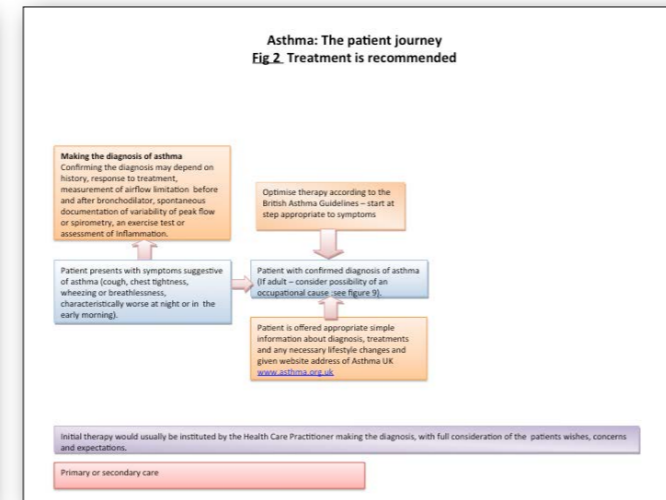 Asthma: The patient journey
Fig 2 Treatment is recommended
Making the diagnosis of asthma
Confirming the diagnosis may depend on
history, response to treatment,
measurement of airflow limitation before
and after bronchodilator, spontaneous
documentation of variability of peak flow
or spirometry, an exercise test or
assessment of Inflammation.
Optimise therapy according to the
British Asthma Guidelines – start at
step appropriate to symptoms
Patient presents with symptoms suggestive
of asthma (cough, chest tightness,
wheezing or breathlessness,
characteristically worse at night or in the
early morning).
Patient with confirmed diagnosis of asthma
(If adult – consider possibility of an
occupational cause :see figure 9).
Patient is offered appropriate simple
information about diagnosis, treatments
and any necessary lifestyle changes and
given website address of Asthma UK
www.asthma.org.uk
Initial therapy would usually be instituted by the Health Care Practitioner making the diagnosis, with full consideration of the patients wishes, concerns
and expectations.
Primary or secondary care